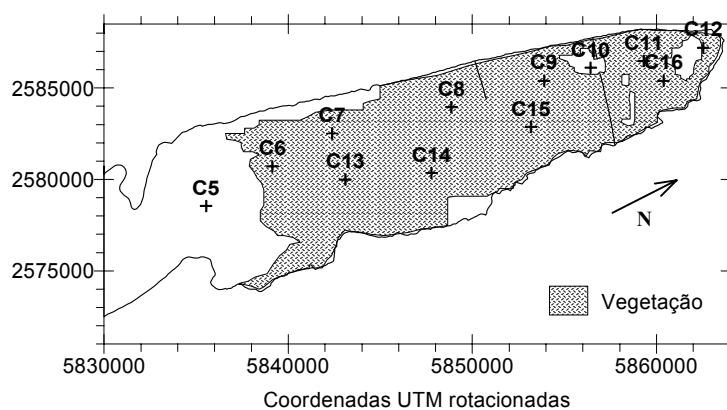 C12
C11
C10
C9
C16
C8
C7
C15
C6
C13
C14
C5
2585000
2580000
2575000
N
Vegetação
5830000 5840000 5850000 5860000
Coordenadas UTM rotacionadas